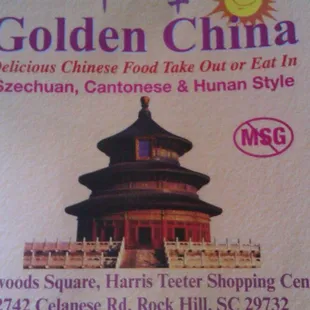 Golden China
Delicious Chinese Food Take Out or Eat In
Szechuan, Cantonese & Hunan Style
MSG
woods Square, Harris Teeter Shopping Cen
2742 Celanese Rd, Rock Hill, SC 29732